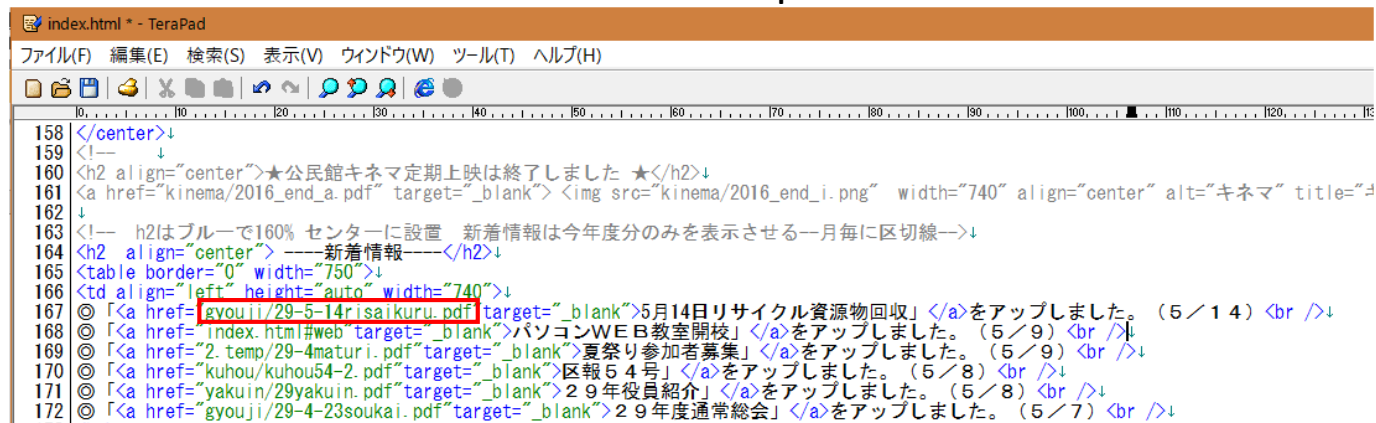 index.html * - TeraPad
ファイル(F) 編集(E) 検索(S) 表示(V) ウィンドウ(W) ツール(T) ヘルプ(H)
0 10 20 30 40 50 60 70 80 90 100 110 120
158 </center>↓
159 <!-- ↓
160 <h2 align="center">★公民館キネマ定期上映は終了しました ★</h2>↓
161 <a href="kinema/2016_end_a.pdf" target="_blank"> <img src="kinema/2016_end_i.png" width="740" align="center" alt="キネマ" title="
162 ↓
163 <!-- h2はブルーで160% センターに設置 新着情報は今年度分のみを表示させる--月毎に区切線-->↓
164 <h2 align="center"> ----新着情報----</h2>↓
165 <table border="0" width="750">↓
166 <td align="left" height="auto" width="740">↓
167 ◎「<a href="gyouji/29-5-14risaikuru.pdf"target="_blank">5月14日リサイクル資源物回収」</a>をアップしました。（５／１４）<br />↓
168 ◎「<a href="index.html#web"target="_blank">パソコンＷＥＢ教室開校」</a>をアップしました。（５／９）<br />↓
169 ◎「<a href="2.temp/29-4maturi.pdf"target="_blank">夏祭り参加者募集」</a>をアップしました。（５／９）<br />↓
170 ◎「<a href="kuhou/kuhou54-2.pdf"target="_blank">区報５４号」</a>をアップしました。（５／８）<br />↓
171 ◎「<a href="yakuin/29yakuin.pdf"target="_blank">２９年役員紹介」</a>をアップしました。（５／８）<br />↓
172 ◎「<a href="gyouji/29-4-23soukai.pdf"target="_blank">２９年度通常総会」</a>をアップしました。（５／７）<br />↓